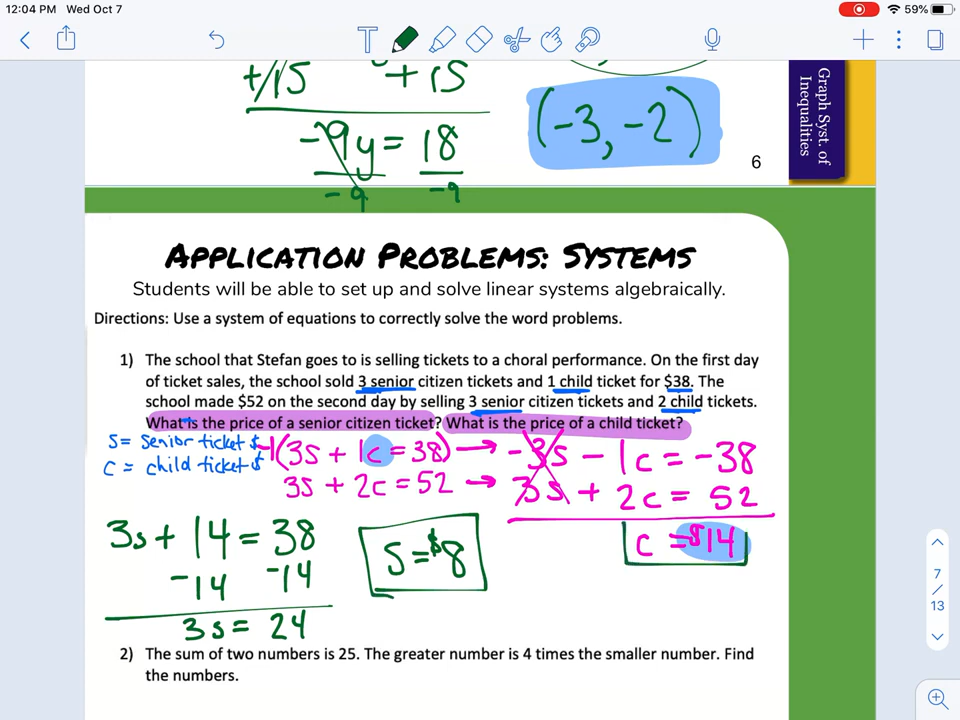 12:04 PM Wed Oct 7
59%
T
+15 +15
-9y = 18
-9 -9
(-3, -2)
6
Graph Syst. of
Inequalities
APPLICATION PROBLEMS: SYSTEMS
Students will be able to set up and solve linear systems algebraically.
Directions: Use a system of equations to correctly solve the word problems.
1) The school that Stefan goes to is selling tickets to a choral performance. On the first day
of ticket sales, the school sold 3 senior citizen tickets and 1 child ticket for $38. The
school made $52 on the second day by selling 3 senior citizen tickets and 2 child tickets.
What is the price of a senior citizen ticket? What is the price of a child ticket?
S = Senior ticket $
C = child ticket $
-1(3s + 1c = 38) → -3s - 1c = -38
3s + 2c = 52 → 3s + 2c = 52
c = $14
3s + 14 = 38
-14 -14
3s = 24
S = $8
2) The sum of two numbers is 25. The greater number is 4 times the smaller number. Find
the numbers.
7
/
13